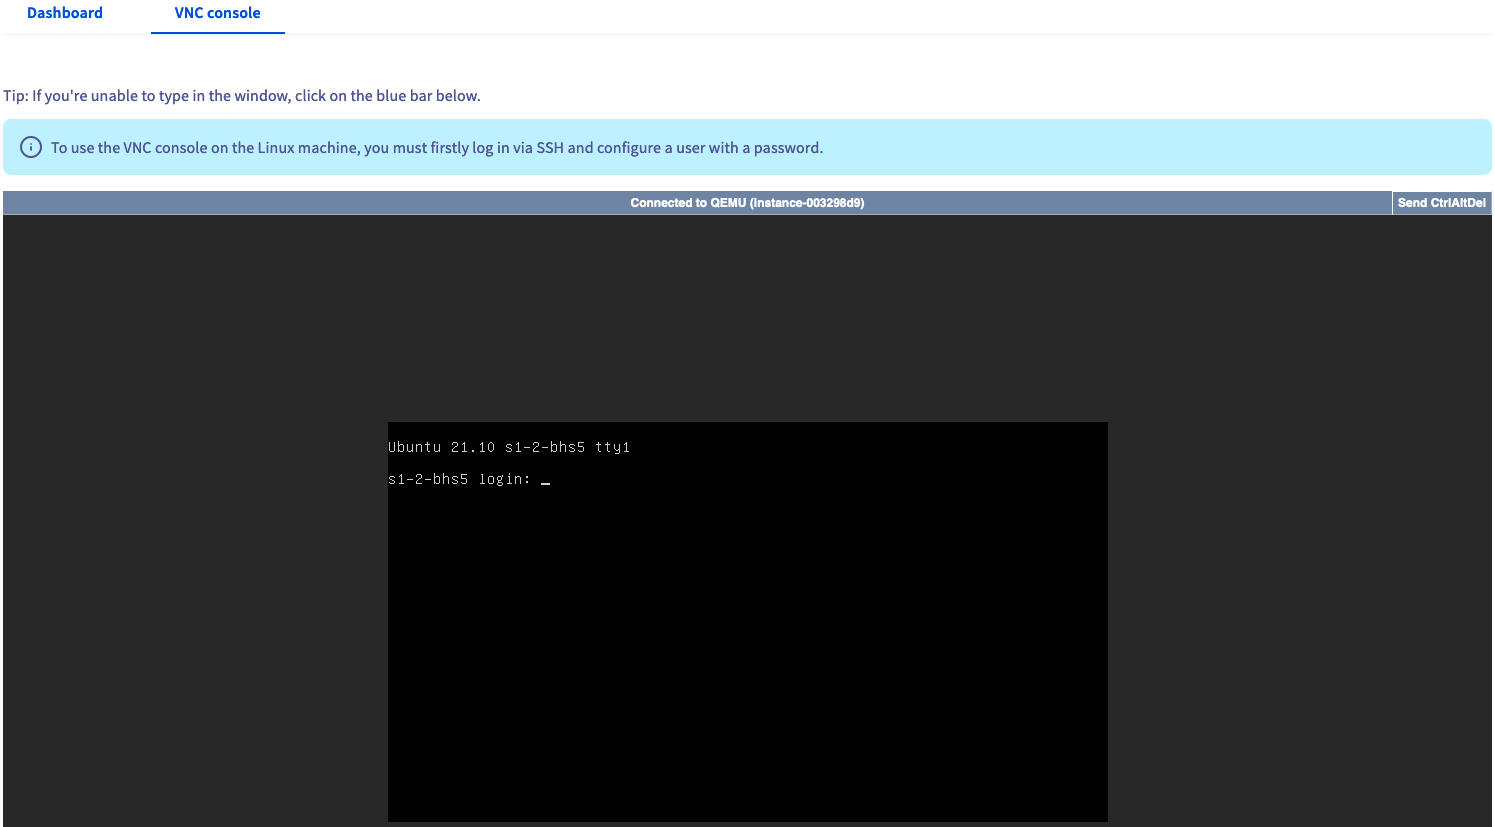 Dashboard VNC console
Tip: If you're unable to type in the window, click on the blue bar below.
To use the VNC console on the Linux machine, you must firstly log in via SSH and configure a user with a password.
Connected to QEMU (instance-003298d9) Send CtrlAltDel
Ubuntu 21.10 s1-2-bhs5 tty1
s1-2-bhs5 login: _